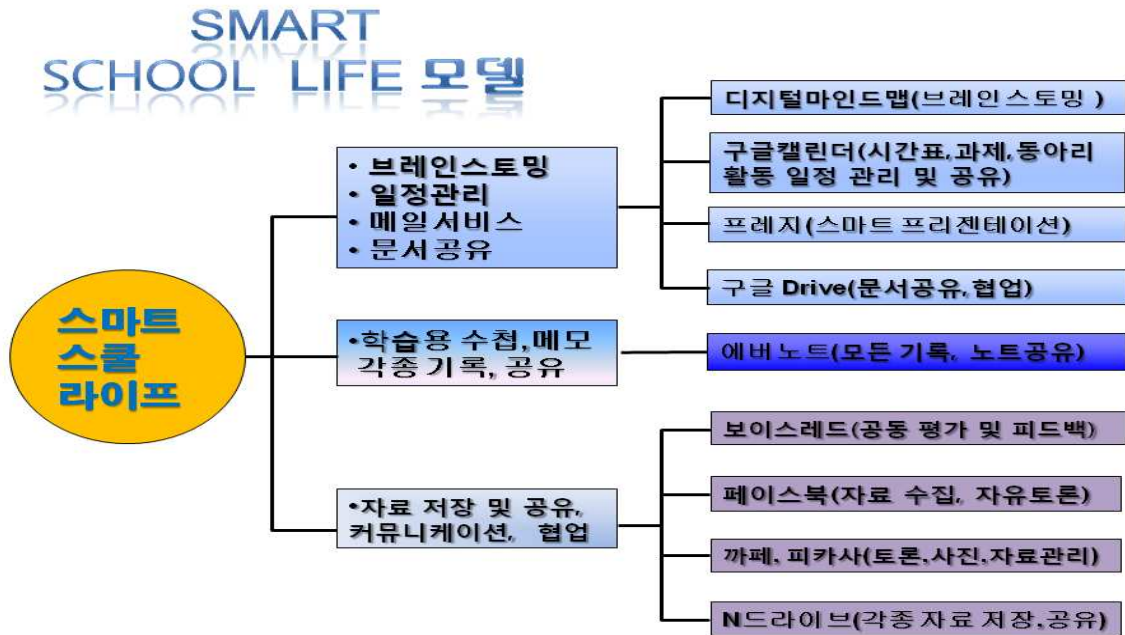 SMART
SCHOOL LIFE 모델
스마트
스쿨
라이프
• 브레인스토밍
• 일정관리
• 메일서비스
• 문서공유
디지털마인드맵(브레인스토밍 )
구글캘린더(시간표,과제,동아리
활동 일정 관리 및 공유)
프레지(스마트 프리젠테이션)
구글 Drive(문서공유,협업)
•학습용 수첩,메모
각종 기록, 공유
에버노트(모든 기록, 노트공유)
•자료 저장 및 공유,
커뮤니케이션, 협업
보이스레드(공동 평가 및 피드백)
페이스북(자료 수집, 자유토론)
까페, 피카사(토론,사진,자료관리)
N드라이브(각종 자료 저장,공유)